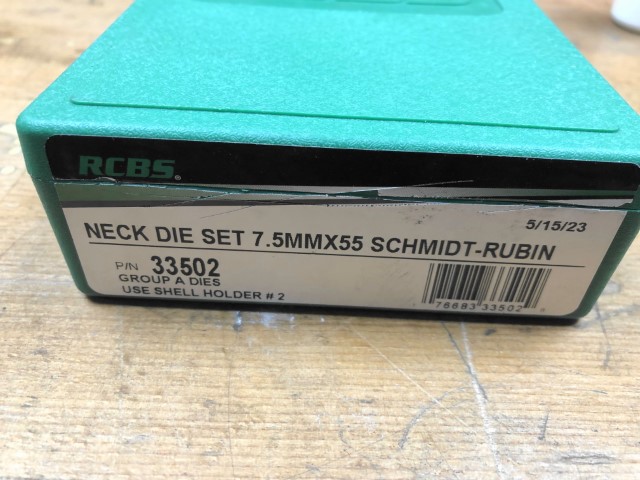 RCBS.
5/15/23
NECK DIE SET 7.5MMX55 SCHMIDT-RUBIN
P/N 33502
GROUP A DIES
USE SHELL HOLDER # 2
76683 33502